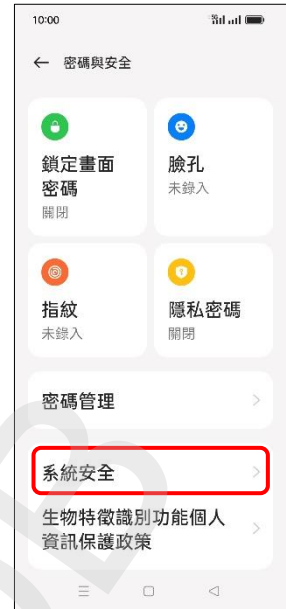 10:00
密碼與安全
鎖定畫面
密碼
關閉
臉孔
未錄入
指紋
未錄入
隱私密碼
關閉
密碼管理
系統安全
生物特徵識別功能個人
資訊保護政策